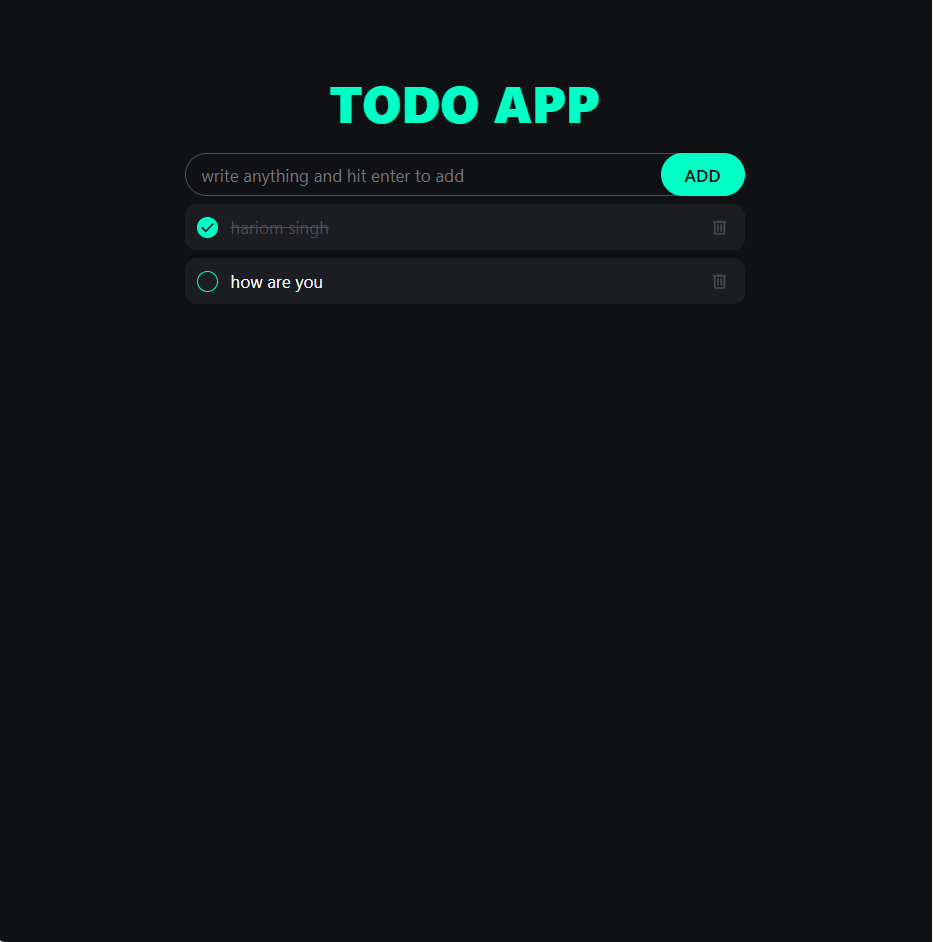 TODO APP
write anything and hit enter to add
ADD
hariom singh
how are you